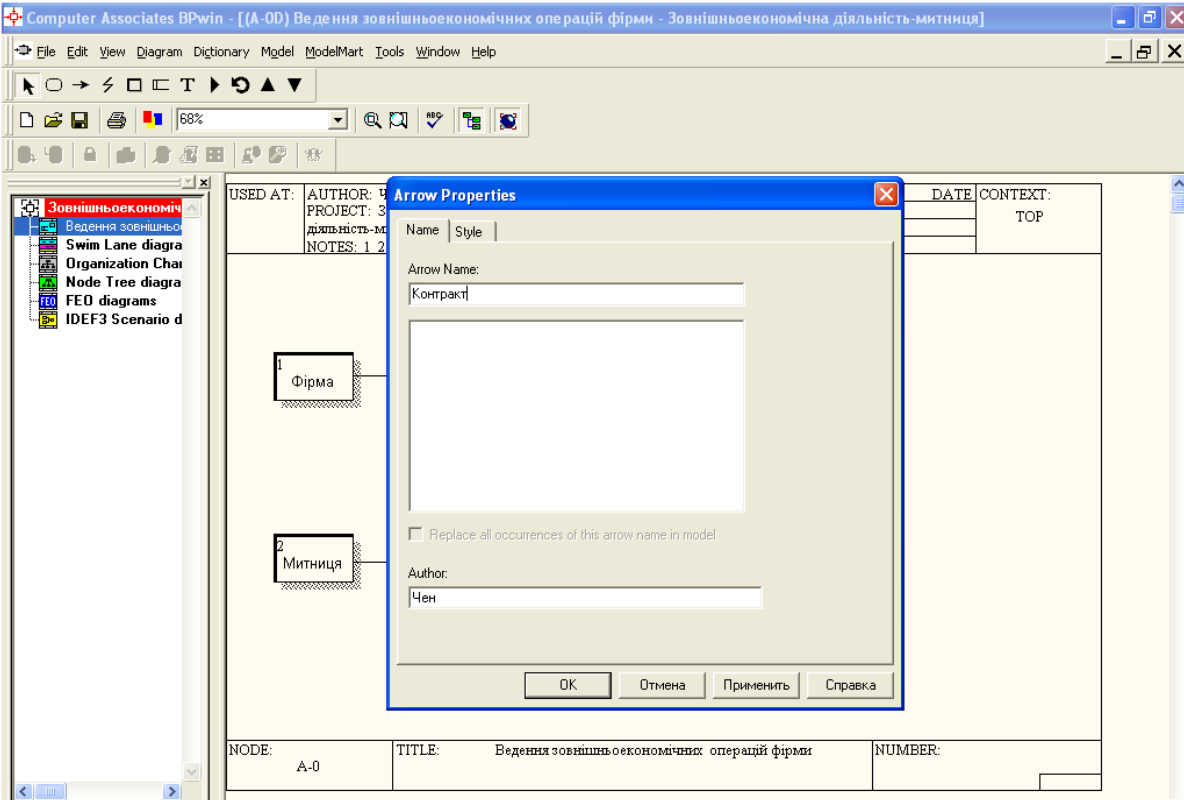 Computer Associates BPwin - [(A-0D) Ведення зовнішньоекономічних операцій фірми - Зовнішньоекономічна діяльність-митниця]
File Edit View Diagram Dictionary Model ModelMart Tools Window Help
T
68%
ABC
Зовнішньоекономіч
Ведення зовнішньо
Swim Lane diagra
Organization Char
Node Tree diagra
FEO FEO diagrams
IDEF3 Scenario d
USED AT: AUTHOR: Ч DATE CONTEXT:
PROJECT: З TOP
діяльність-м
NOTES: 1 2
1
Фірма
2
Митниця
Arrow Properties
Name Style
Arrow Name:
Контракт
Replace all occurrences of this arrow name in model
Author:
Чен
OK Отмена Применить Справка
NODE: TITLE: Ведення зовнішньоекономічних операцій фірми NUMBER:
A-0